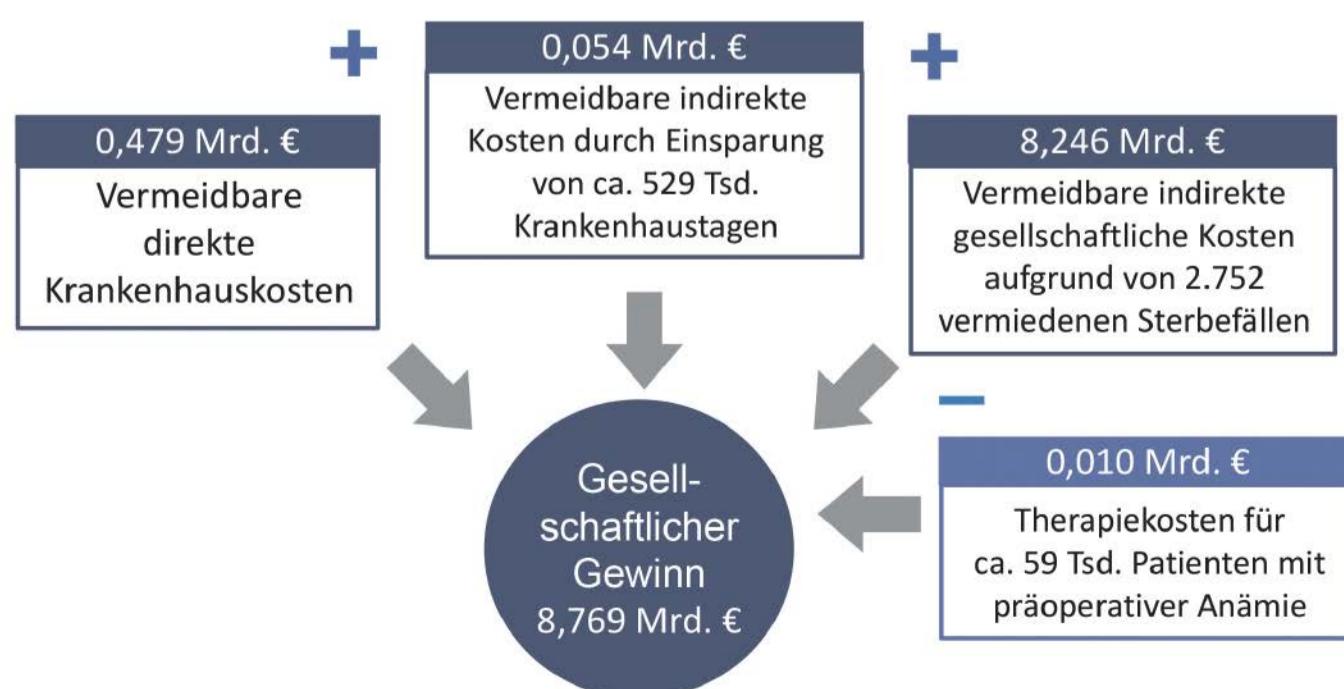 +
0,054 Mrd. €
Vermeidbare indirekte
Kosten durch Einsparung
von ca. 529 Tsd.
Krankenhaustagen
+
0,479 Mrd. €
Vermeidbare
direkte
Krankenhauskosten
8,246 Mrd. €
Vermeidbare indirekte
gesellschaftliche Kosten
aufgrund von 2.752
vermiedenen Sterbefällen
–
0,010 Mrd. €
Therapiekosten für
ca. 59 Tsd. Patienten mit
präoperativer Anämie
Gesell-
schaftlicher
Gewinn
8,769 Mrd. €